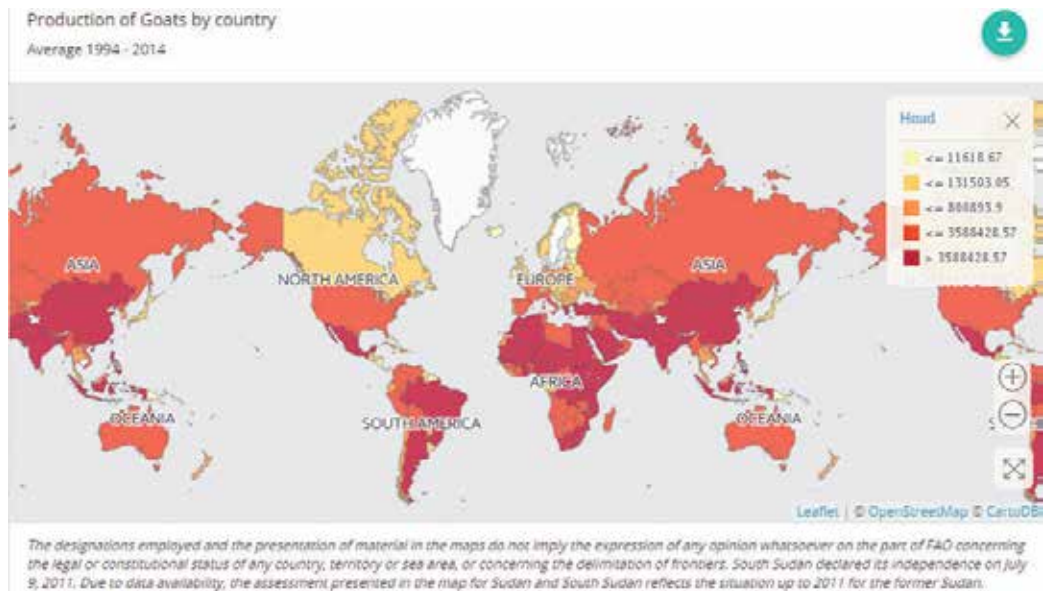 Production of Goats by country
Average 1994 - 2014
Head
<= 11618.67
<= 131503.05
<= 3588428.57
> 3588428.57
ASIA
NORTH AMERICA
EUROPE
ASIA
AFRICA
OCEANIA
SOUTH AMERICA
OCEANIA
Leaflet | © OpenStreetMap © CartoDB
The designations employed and the presentation of material in the maps do not imply the expression of any opinion whatsoever on the part of FAO concerning
the legal or constitutional status of any country, territory or sea area, or concerning the delimitation of frontiers. South Sudan declared its independence on July
9, 2011. Due to data availability, the assessment presented in the map for Sudan and South Sudan reflects the situation up to 2011 for the former Sudan.